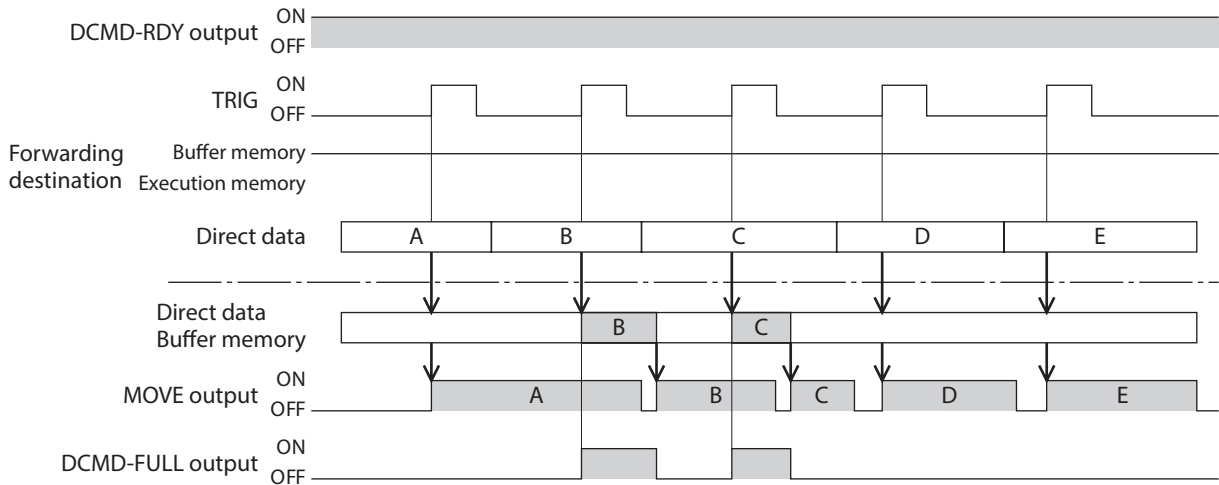 DCMD-RDY output ON
OFF
TRIG ON
OFF
Forwarding destination
Buffer memory
Execution memory
Direct data A B C D E
Direct data
Buffer memory B C
MOVE output ON
OFF A B C D E
DCMD-FULL output ON
OFF